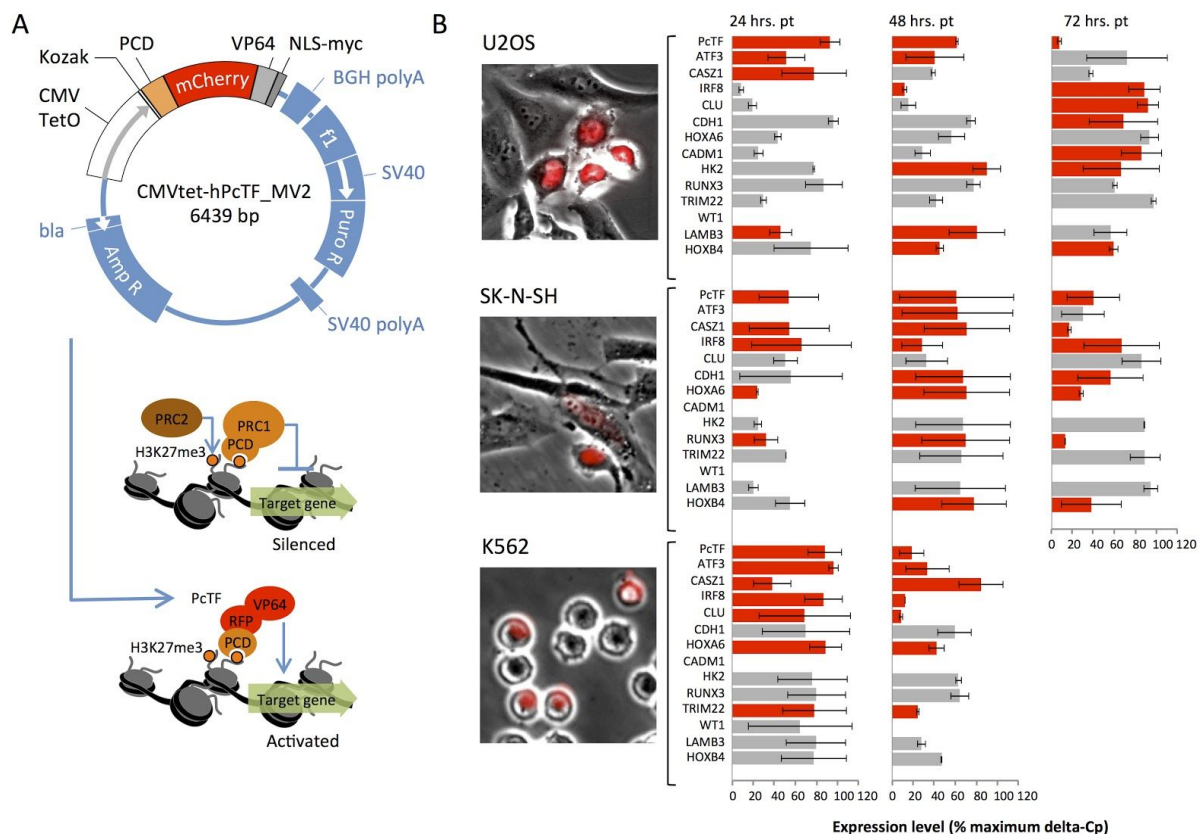 A
PCD
VP64
NLS-myc
Kozak
mCherry
BGH polyA
CMV
TetO
f1
SV40
CMVtet-hPcTF_MV2
6439 bp
Puro R
bla
Amp R
SV40 polyA
PRC2
PRC1
PCD
H3K27me3
Target gene
Silenced
PcTF
VP64
RFP
PCD
H3K27me3
Target gene
Activated
B
24 hrs. pt
48 hrs. pt
72 hrs. pt
U2OS
PcTF
ATF3
CASZ1
IRF8
CLU
CDH1
HOXA6
CADM1
HK2
RUNX3
TRIM22
WT1
LAMB3
HOXB4
SK-N-SH
PcTF
ATF3
CASZ1
IRF8
CLU
CDH1
HOXA6
CADM1
HK2
RUNX3
TRIM22
WT1
LAMB3
HOXB4
0 20 40 60 80 100 120
K562
PcTF
ATF3
CASZ1
IRF8
CLU
CDH1
HOXA6
CADM1
HK2
RUNX3
TRIM22
WT1
LAMB3
HOXB4
0 20 40 60 80 100 120
0 20 40 60 80 100 120
Expression level (% maximum delta-Cp)